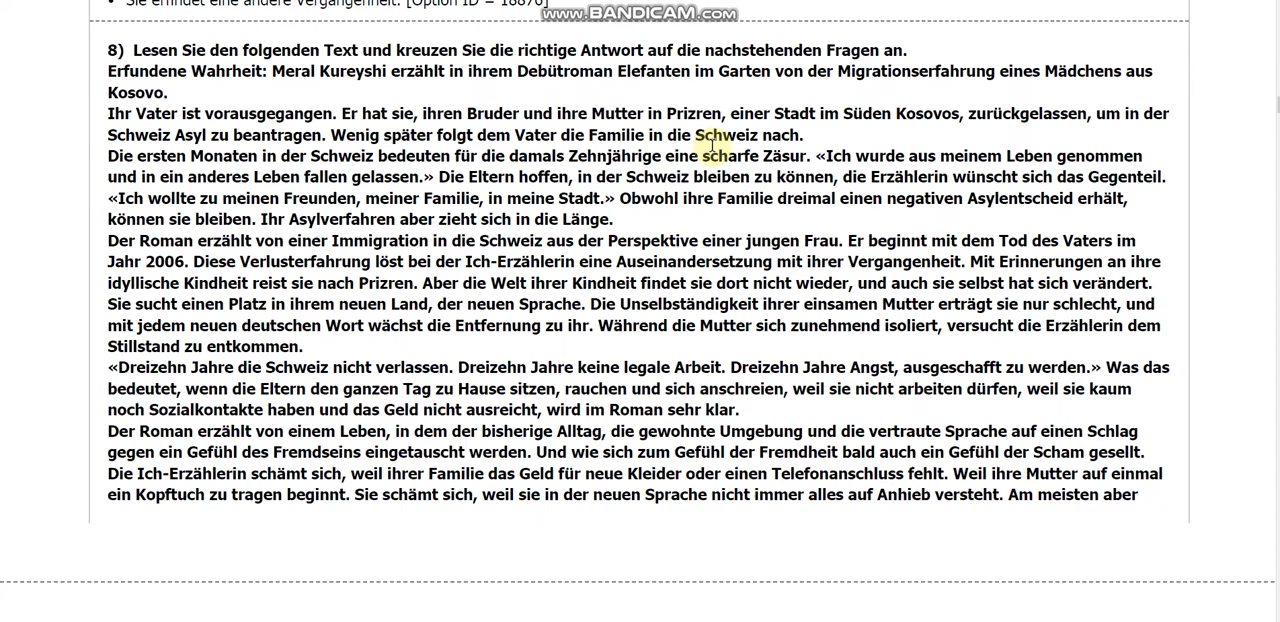 Sie erfindet eine andere Vergangenheit. [Option ID = 18876]
www.BANDICAM.com
8) Lesen Sie den folgenden Text und kreuzen Sie die richtige Antwort auf die nachstehenden Fragen an.
Erfundene Wahrheit: Meral Kureyshi erzählt in ihrem Debütroman Elefanten im Garten von der Migrationserfahrung eines Mädchens aus
Kosovo.
Ihr Vater ist vorausgegangen. Er hat sie, ihren Bruder und ihre Mutter in Prizren, einer Stadt im Süden Kosovos, zurückgelassen, um in der
Schweiz Asyl zu beantragen. Wenig später folgt dem Vater die Familie in die Schweiz nach.
Die ersten Monaten in der Schweiz bedeuten für die damals Zehnjährige eine scharfe Zäsur. «Ich wurde aus meinem Leben genommen
und in ein anderes Leben fallen gelassen.» Die Eltern hoffen, in der Schweiz bleiben zu können, die Erzählerin wünscht sich das Gegenteil.
«Ich wollte zu meinen Freunden, meiner Familie, in meine Stadt.» Obwohl ihre Familie dreimal einen negativen Asylentscheid erhält,
können sie bleiben. Ihr Asylverfahren aber zieht sich in die Länge.
Der Roman erzählt von einer Immigration in die Schweiz aus der Perspektive einer jungen Frau. Er beginnt mit dem Tod des Vaters im
Jahr 2006. Diese Verlusterfahrung löst bei der Ich-Erzählerin eine Auseinandersetzung mit ihrer Vergangenheit. Mit Erinnerungen an ihre
idyllische Kindheit reist sie nach Prizren. Aber die Welt ihrer Kindheit findet sie dort nicht wieder, und auch sie selbst hat sich verändert.
Sie sucht einen Platz in ihrem neuen Land, der neuen Sprache. Die Unselbständigkeit ihrer einsamen Mutter erträgt sie nur schlecht, und
mit jedem neuen deutschen Wort wächst die Entfernung zu ihr. Während die Mutter sich zunehmend isoliert, versucht die Erzählerin dem
Stillstand zu entkommen.
«Dreizehn Jahre die Schweiz nicht verlassen. Dreizehn Jahre keine legale Arbeit. Dreizehn Jahre Angst, ausgeschafft zu werden.» Was das
bedeutet, wenn die Eltern den ganzen Tag zu Hause sitzen, rauchen und sich anschreien, weil sie nicht arbeiten dürfen, weil sie kaum
noch Sozialkontakte haben und das Geld nicht ausreicht, wird im Roman sehr klar.
Der Roman erzählt von einem Leben, in dem der bisherige Alltag, die gewohnte Umgebung und die vertraute Sprache auf einen Schlag
gegen ein Gefühl des Fremdseins eingetauscht werden. Und wie sich zum Gefühl der Fremdheit bald auch ein Gefühl der Scham gesellt.
Die Ich-Erzählerin schämt sich, weil ihrer Familie das Geld für neue Kleider oder einen Telefonanschluss fehlt. Weil ihre Mutter auf einmal
ein Kopftuch zu tragen beginnt. Sie schämt sich, weil sie in der neuen Sprache nicht immer alles auf Anhieb versteht. Am meisten aber